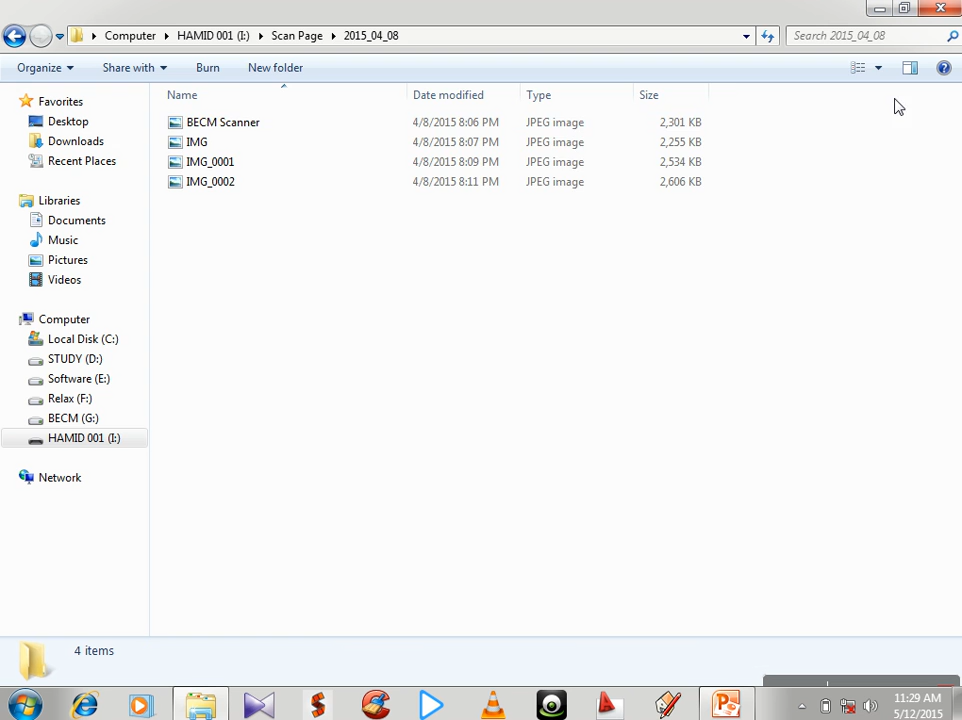 Computer HAMID 001 (I:) Scan Page 2015_04_08 Search 2015_04_08
Organize Share with Burn New folder
Name Date modified Type Size
BECM Scanner 4/8/2015 8:06 PM JPEG image 2,301 KB
IMG 4/8/2015 8:07 PM JPEG image 2,255 KB
IMG_0001 4/8/2015 8:09 PM JPEG image 2,534 KB
IMG_0002 4/8/2015 8:11 PM JPEG image 2,606 KB
Favorites
Desktop
Downloads
Recent Places
Libraries
Documents
Music
Pictures
Videos
Computer
Local Disk (C:)
STUDY (D:)
Software (E:)
Relax (F:)
BECM (G:)
HAMID 001 (I:)
Network
4 items
11:29 AM
5/12/2015